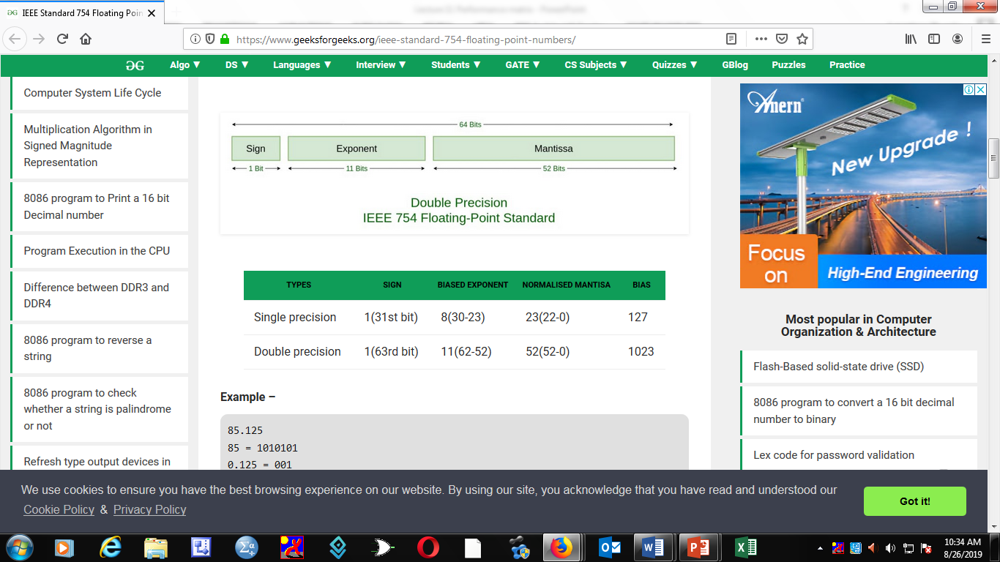 IEEE Standard 754 Floating Poin
https://www.geeksforgeeks.org/ieee-standard-754-floating-point-numbers/
Algo ▼ DS ▼ Languages ▼ Interview ▼ Students ▼ GATE ▼ CS Subjects ▼ Quizzes ▼ GBlog Puzzles Practice
Computer System Life Cycle
Multiplication Algorithm in
Signed Magnitude
Representation
8086 program to Print a 16 bit
Decimal number
Program Execution in the CPU
Difference between DDR3 and
DDR4
8086 program to reverse a
string
8086 program to check
whether a string is palindrome
or not
Refresh type output devices in
64 Bits
Sign Exponent Mantissa
1 Bit 11 Bits 52 Bits
Double Precision
IEEE 754 Floating-Point Standard
TYPES SIGN BIASED EXPONENT NORMALISED MANTISA BIAS
Single precision 1(31st bit) 8(30-23) 23(22-0) 127
Double precision 1(63rd bit) 11(62-52) 52(52-0) 1023
Example –
85.125
85 = 1010101
0.125 = 001
Anern
New Upgrade !
Focus
on
High-End Engineering
Most popular in Computer
Organization & Architecture
Flash-Based solid-state drive (SSD)
8086 program to convert a 16 bit decimal
number to binary
Lex code for password validation
We use cookies to ensure you have the best browsing experience on our website. By using our site, you acknowledge that you have read and understood our
Cookie Policy & Privacy Policy
Got it!
10:34 AM
8/26/2019